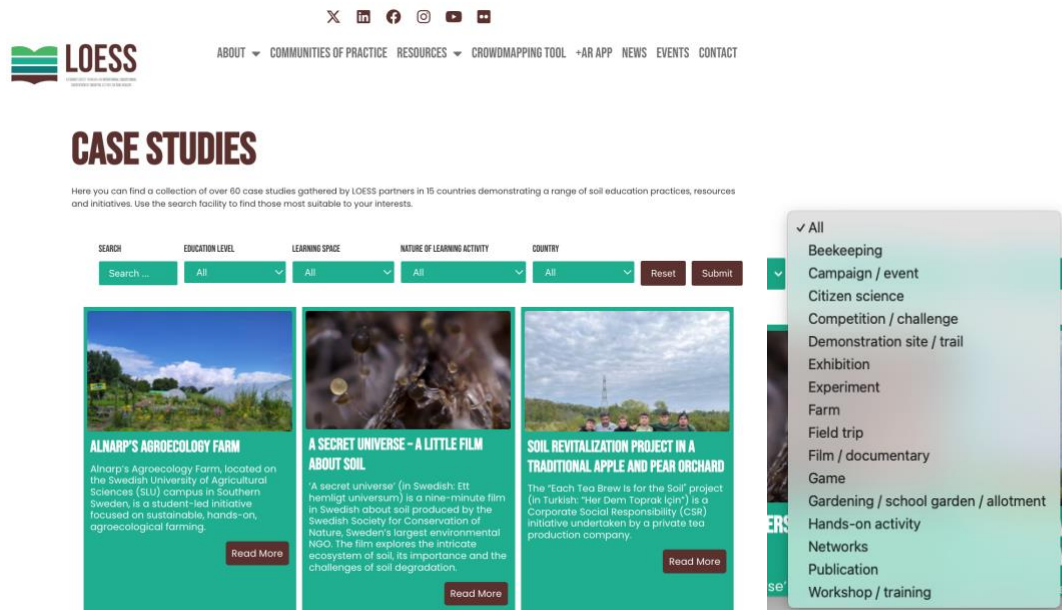 LOESS
ABOUT COMMUNITIES OF PRACTICE RESOURCES CROWDMAPPING TOOL +AR APP NEWS EVENTS CONTACT
CASE STUDIES
Here you can find a collection of over 60 case studies gathered by LOESS partners in 15 countries demonstrating a range of soil education practices, resources
and initiatives. Use the search facility to find those most suitable to your interests.
SEARCH EDUCATION LEVEL LEARNING SPACE NATURE OF LEARNING ACTIVITY COUNTRY
Search ... All All All All Reset Submit
ALNARP'S AGROECOLOGY FARM
Alnarp's Agroecology Farm, located on
the Swedish University of Agricultural
Sciences (SLU) campus in Southern
Sweden, is a student-led initiative
focused on sustainable, hands-on,
agroecological farming.
Read More
A SECRET UNIVERSE – A LITTLE FILM
ABOUT SOIL
'A secret universe' (in Swedish: Ett
hemligt universum) is a nine-minute film
in Swedish about soil produced by the
Swedish Society for Conservation of
Nature, Sweden's largest environmental
NGO. The film explores the intricate
ecosystem of soil, its importance and the
challenges of soil degradation.
Read More
SOIL REVITALIZATION PROJECT IN A
TRADITIONAL APPLE AND PEAR ORCHARD
The "Each Tea Brew Is for the Soil" project
(in Turkish: "Her Dem Toprak İçin") is a
Corporate Social Responsibility (CSR)
initiative undertaken by a private tea
production company.
Read More
✓ All
Beekeeping
Campaign / event
Citizen science
Competition / challenge
Demonstration site / trail
Exhibition
Experiment
Farm
Field trip
Film / documentary
Game
Gardening / school garden / allotment
Hands-on activity
Networks
Publication
Workshop / training